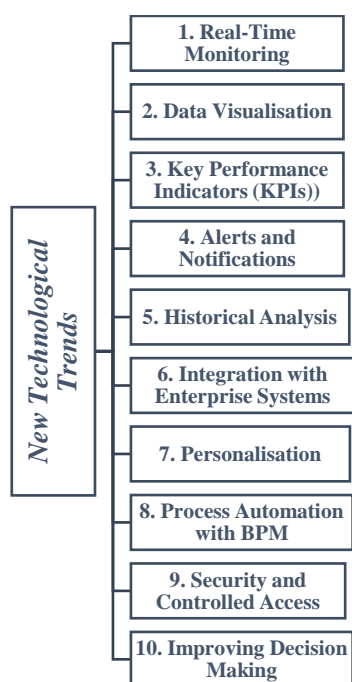 New Technological
Trends
1. Real-Time
Monitoring
2. Data Visualisation
3. Key Performance
Indicators (KPIs))
4. Alerts and
Notifications
5. Historical Analysis
6. Integration with
Enterprise Systems
7. Personalisation
8. Process Automation
with BPM
9. Security and
Controlled Access
10. Improving Decision
Making